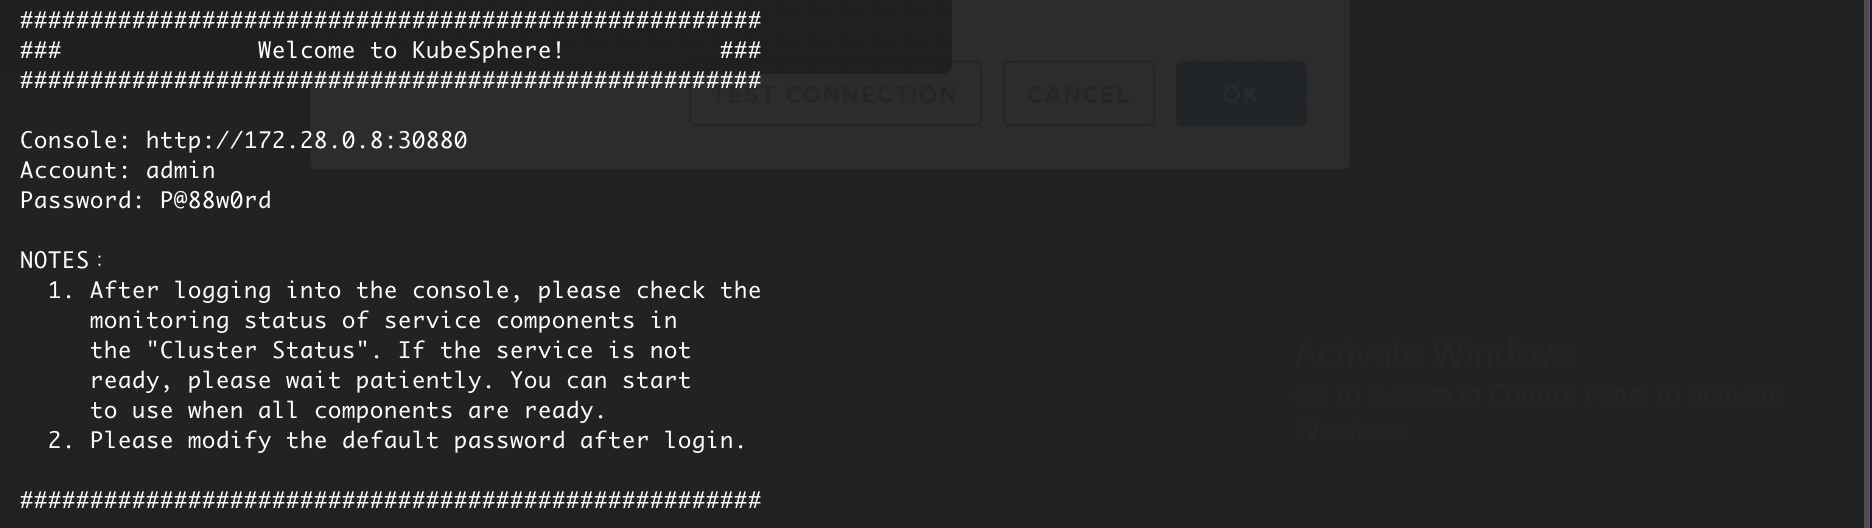 #####################################################
###              Welcome to KubeSphere!           ###
#####################################################
TEST CONNECTION CANCEL OK
Console: http://172.28.0.8:30880
Account: admin
Password: P@88w0rd
NOTES：
1. After logging into the console, please check the
monitoring status of service components in
the "Cluster Status". If the service is not
ready, please wait patiently. You can start
to use when all components are ready.
2. Please modify the default password after login.
#####################################################
Activate Windows
Go to System in Control Panel to activate
Windows.